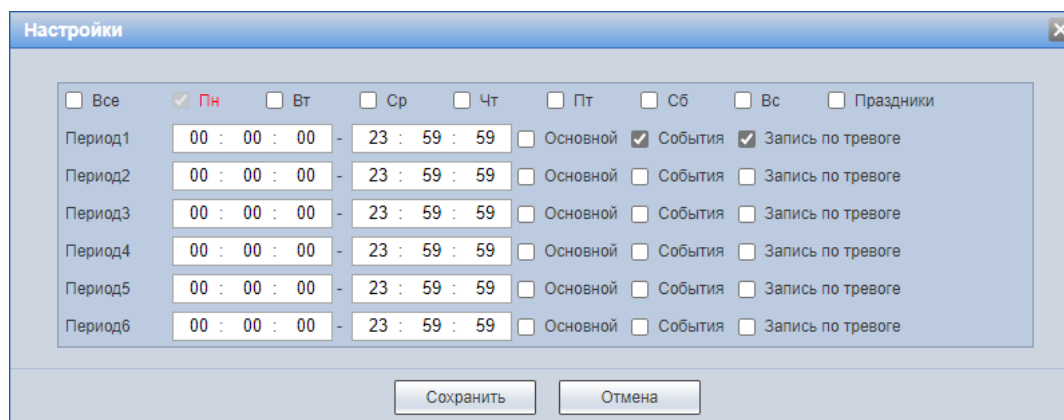 Настройки
Все Пн Вт Ср Чт Пт Сб Вс Праздники
Период1 00 : 00 : 00 - 23 : 59 : 59 Основной События Запись по тревоге
Период2 00 : 00 : 00 - 23 : 59 : 59 Основной События Запись по тревоге
Период3 00 : 00 : 00 - 23 : 59 : 59 Основной События Запись по тревоге
Период4 00 : 00 : 00 - 23 : 59 : 59 Основной События Запись по тревоге
Период5 00 : 00 : 00 - 23 : 59 : 59 Основной События Запись по тревоге
Период6 00 : 00 : 00 - 23 : 59 : 59 Основной События Запись по тревоге
Сохранить Отмена